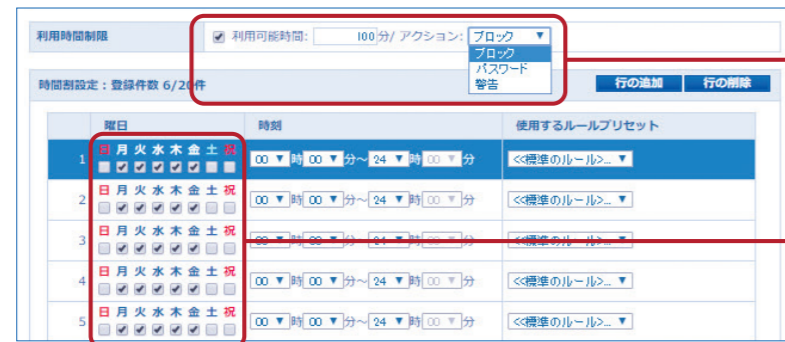 利用時間制限 利用可能時間: 100 分/ アクション: ブロック ▼
ブロック
パスワード
警告
時間割設定：登録件数 6/20件 行の追加 行の削除
曜日 時刻 使用するルールプリセット
1 日 月 火 水 木 金 土 祝 00 ▼ 時 00 ▼ 分～ 24 ▼ 時 00 ▼ 分 <<標準のルール>... ▼
2 日 月 火 水 木 金 土 祝 00 ▼ 時 00 ▼ 分～ 24 ▼ 時 00 ▼ 分 <<標準のルール>... ▼
3 日 月 火 水 木 金 土 祝 00 ▼ 時 00 ▼ 分～ 24 ▼ 時 00 ▼ 分 <<標準のルール>... ▼
4 日 月 火 水 木 金 土 祝 00 ▼ 時 00 ▼ 分～ 24 ▼ 時 00 ▼ 分 <<標準のルール>... ▼
5 日 月 火 水 木 金 土 祝 00 ▼ 時 00 ▼ 分～ 24 ▼ 時 00 ▼ 分 <<標準のルール>... ▼